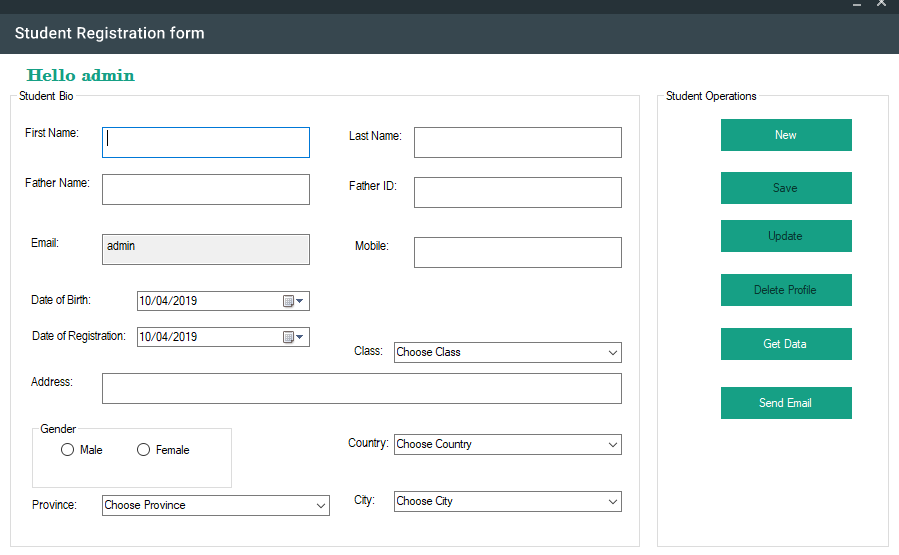 Student Registration form
Hello admin
Student Bio
First Name:
Last Name:
Father Name:
Father ID:
Email:
admin
Mobile:
Date of Birth:
10/04/2019
Date of Registration:
10/04/2019
Class:
Choose Class
Address:
Gender
Male
Female
Country:
Choose Country
Province:
Choose Province
City:
Choose City
Student Operations
New
Save
Update
Delete Profile
Get Data
Send Email